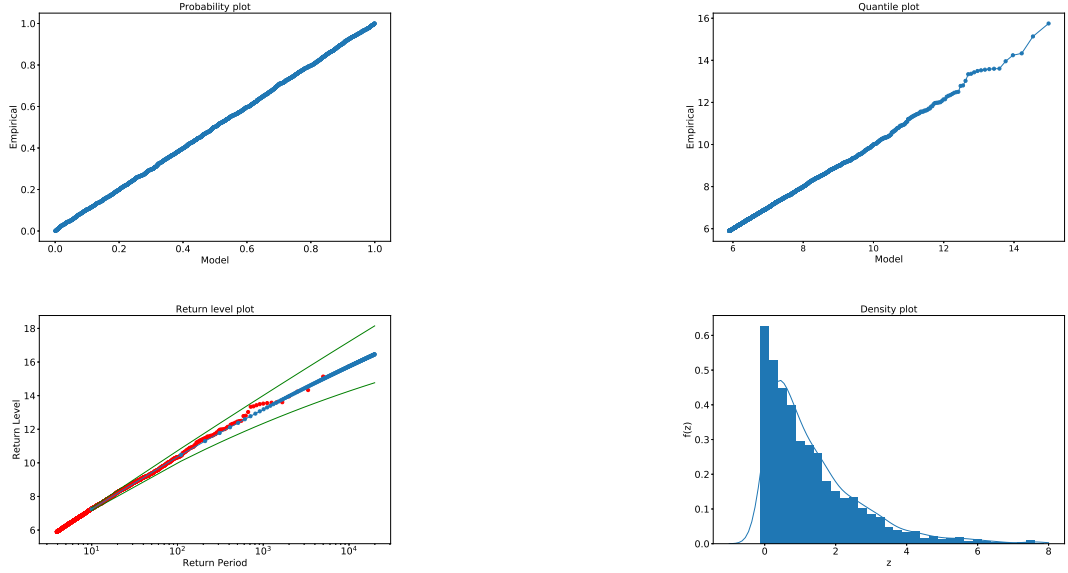 Probability plot
1.0
0.8
0.6
0.4
0.2
0.0
Empirical
0.0 0.2 0.4 0.6 0.8 1.0
Model
Quantile plot
16
14
12
10
8
6
Empirical
6 8 10 12 14
Model
Return level plot
18
16
14
12
10
8
6
Return Level
10¹ 10² 10³ 10⁴
Return Period
Density plot
0.6
0.5
0.4
0.3
0.2
0.1
0.0
f(z)
0 2 4 6 8
z